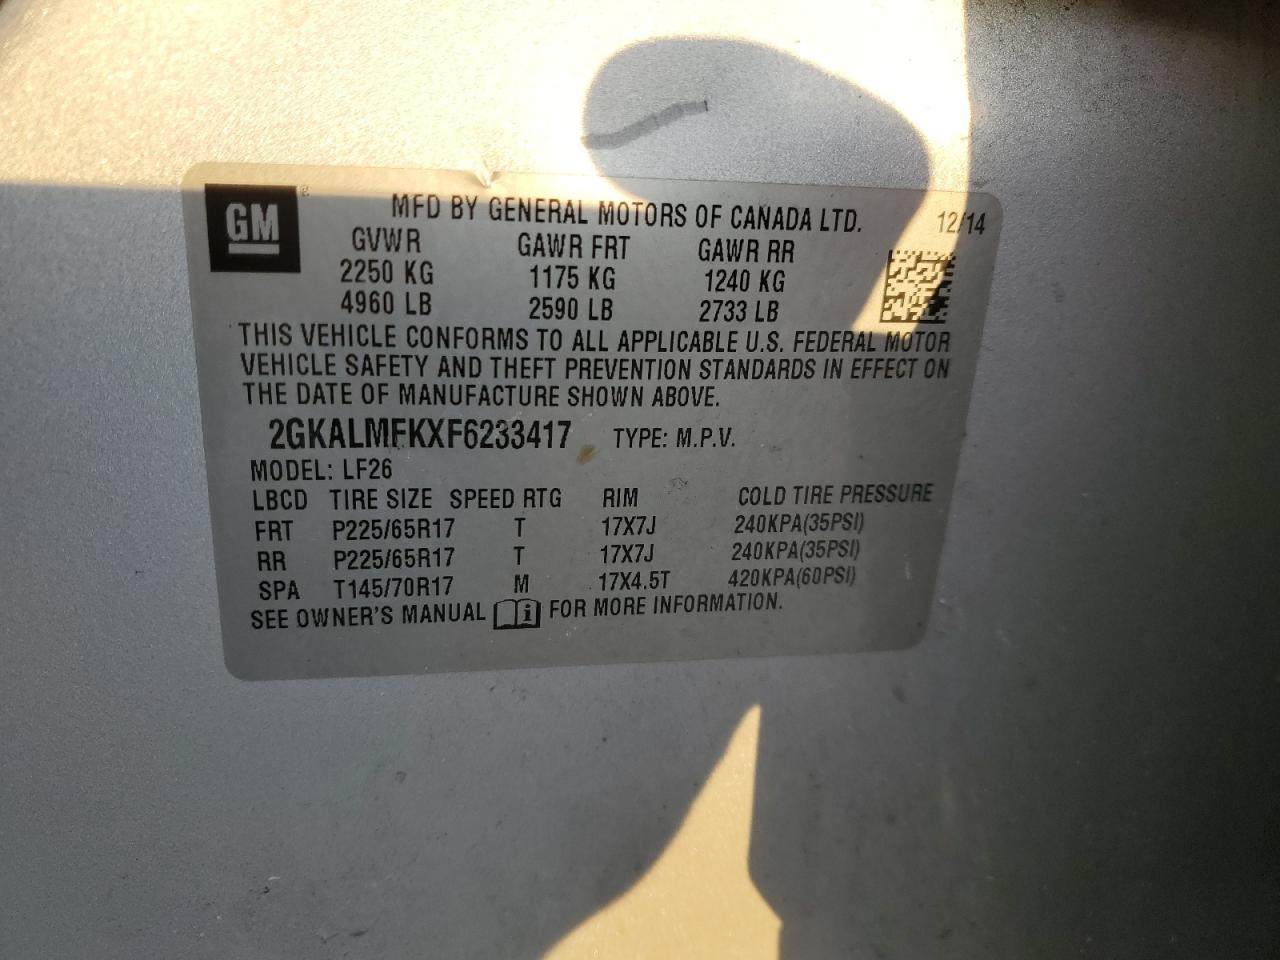 GM
MFD BY GENERAL MOTORS OF CANADA LTD. 12/14
GVWR GAWR FRT GAWR RR
2250 KG 1175 KG 1240 KG
4960 LB 2590 LB 2733 LB
THIS VEHICLE CONFORMS TO ALL APPLICABLE U.S. FEDERAL MOTOR
VEHICLE SAFETY AND THEFT PREVENTION STANDARDS IN EFFECT ON
THE DATE OF MANUFACTURE SHOWN ABOVE.
2GKALMFKXF6233417 TYPE: M.P.V.
MODEL: LF26
LBCD TIRE SIZE SPEED RTG RIM COLD TIRE PRESSURE
FRT P225/65R17 T 17X7J 240KPA(35PSI)
RR P225/65R17 T 17X7J 240KPA(35PSI)
SPA T145/70R17 M 17X4.5T 420KPA(60PSI)
SEE OWNER'S MANUAL i FOR MORE INFORMATION.